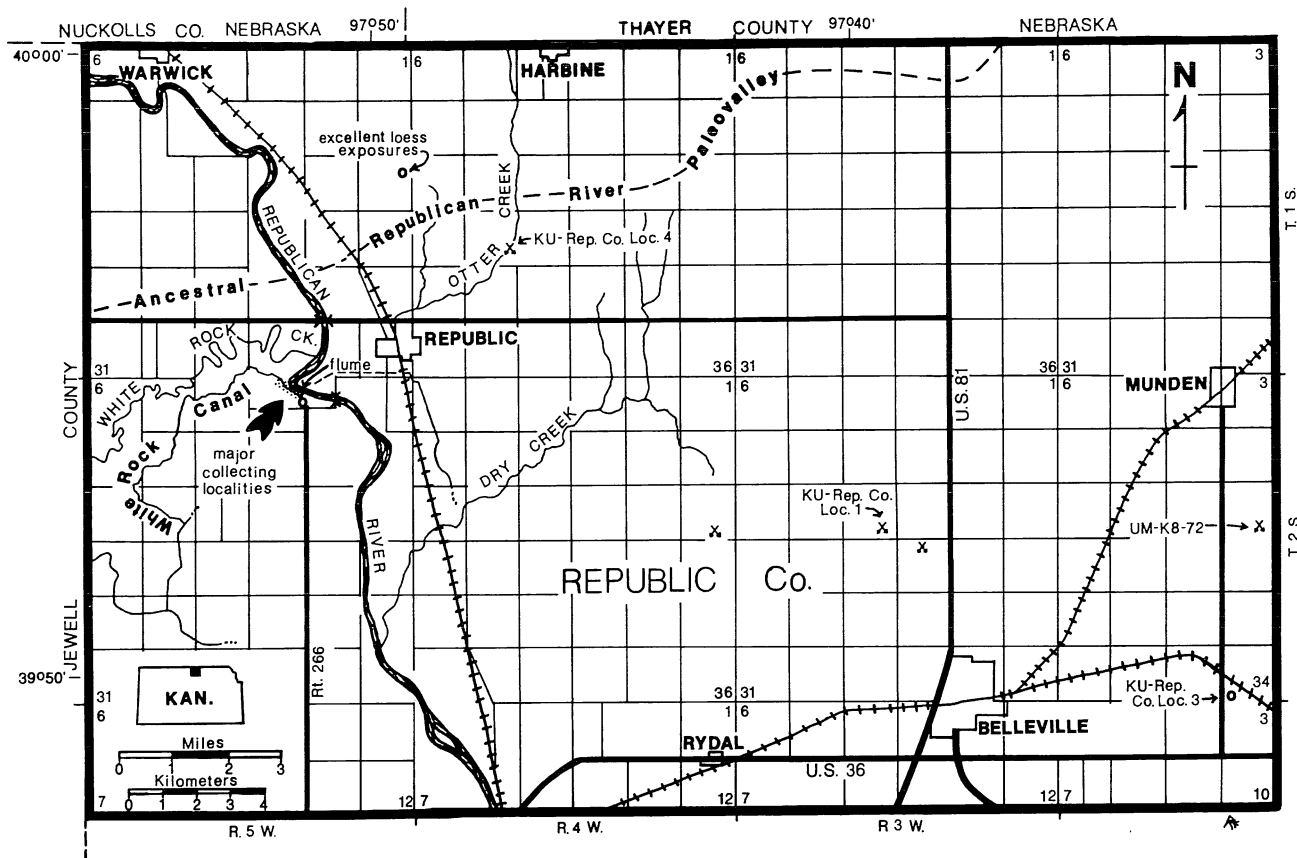 NUCKOLLS CO. NEBRASKA
97°50'
THAYER COUNTY
97°40'
NEBRASKA
40°00'
6
1 6
1 6
1 6
3
WARWICK
HARBINE
N
excellent loess
exposures
Ancestral Republican River Paleovalley
OTTER CREEK
KU-Rep. Co. Loc. 4
REPUBLICAN
RIVER
T. 1 S.
WHITE ROCK CK.
REPUBLIC
flume
31
6
36 31
1 6
36 31
1 6
MUNDEN
3
U.S. 81
White Rock Canal
major
collecting
localities
DRY CREEK
KU-Rep. Co.
Loc. 1
UM-K8-72
T 2 S.
REPUBLIC Co.
JEWELL COUNTY
39°50'
KAN.
Rt. 266
31
6
36 31
1 6
KU-Rep.
Co. Loc. 3
34
3
BELLEVILLE
RYDAL
U.S. 36
Miles
0 1 2 3
Kilometers
0 1 2 3 4
7
12 7
12 7
12 7
10
R. 5 W.
R. 4 W.
R 3 W.